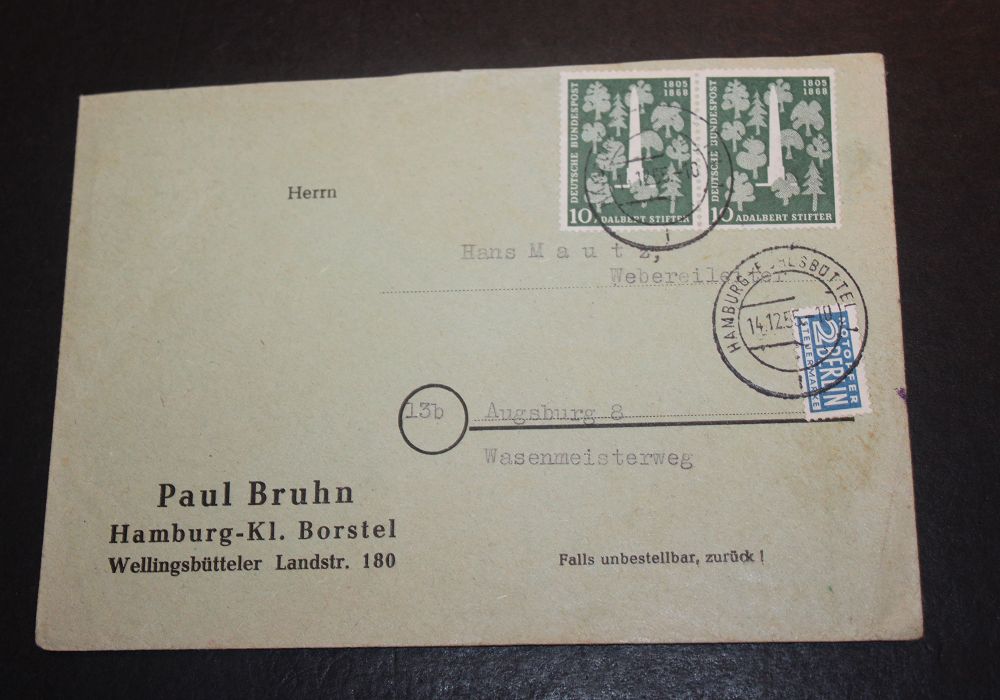 1805
1868
DEUTSCHE BUNDESPOST
10 ADALBERT STIFTER
1805
1868
DEUTSCHE BUNDESPOST
10 ADALBERT STIFTER
Herrn
Hans Mautz,
Webereileiter
14.12.55
NOTOPFER
2 BERLIN
STEUERMARKE
13b
Augsburg 8
Wasenmeisterweg
Paul Bruhn
Hamburg-Kl. Borstel
Wellingsbütteler Landstr. 180
Falls unbestellbar, zurück!